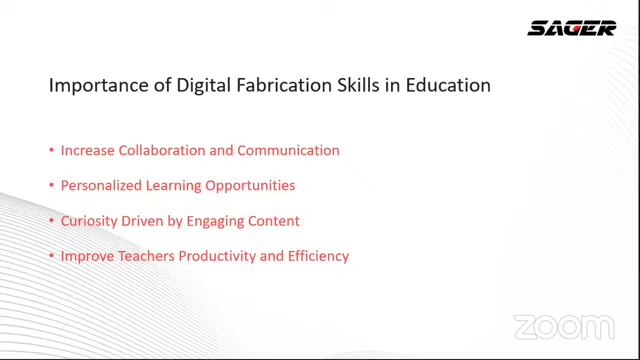 SAGER
Importance of Digital Fabrication Skills in Education
• Increase Collaboration and Communication
• Personalized Learning Opportunities
• Curiosity Driven by Engaging Content
• Improve Teachers Productivity and Efficiency
zoom